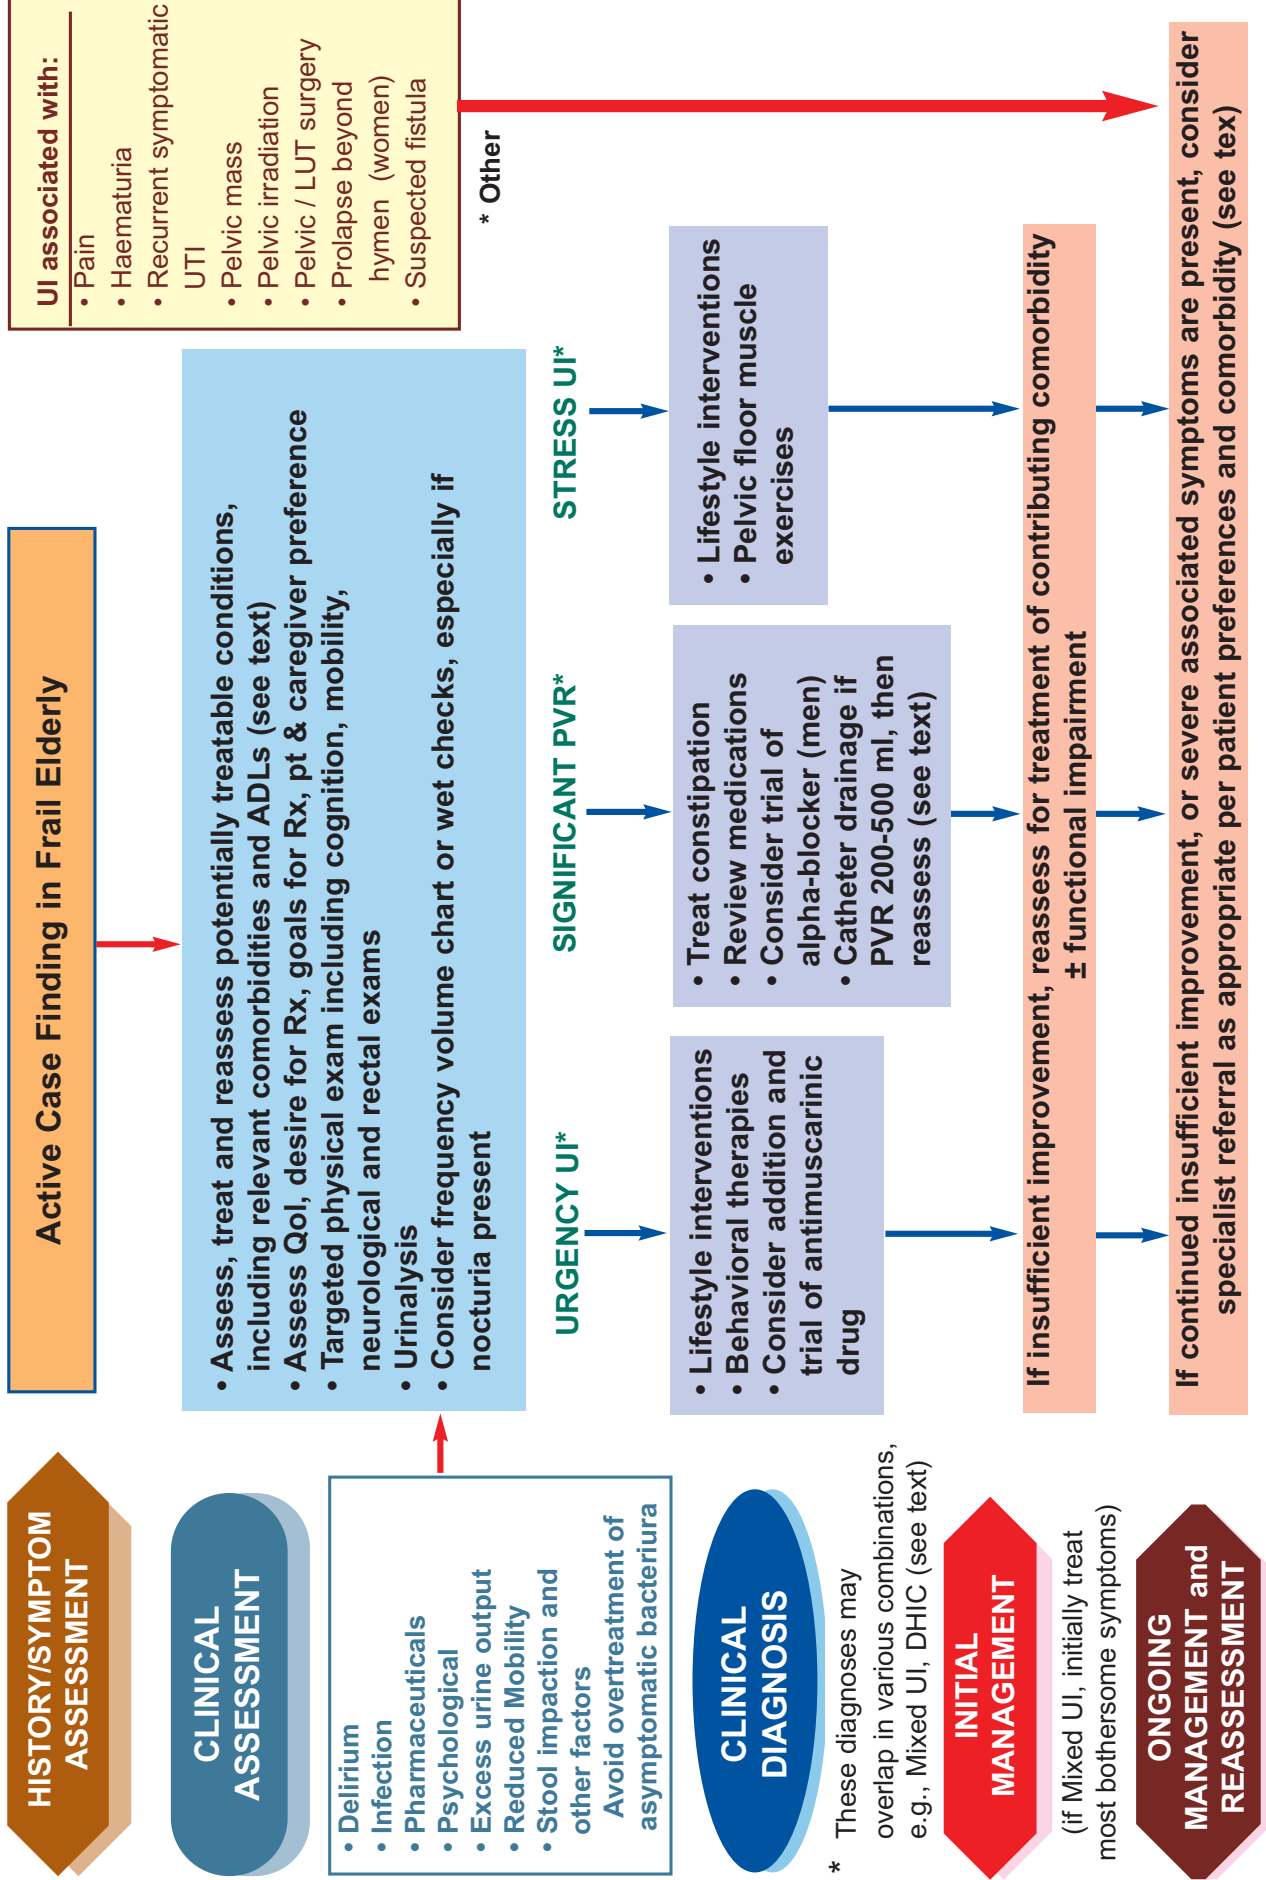 HISTORY/SYMPTOM
ASSESSMENT
Active Case Finding in Frail Elderly
UI associated with:
• Pain
• Haematuria
• Recurrent symptomatic
UTI
• Pelvic mass
• Pelvic irradiation
• Pelvic / LUT surgery
• Prolapse beyond
hymen (women)
• Suspected fistula
* Other
CLINICAL
ASSESSMENT
• Delirium
• Infection
• Pharmaceuticals
• Psychological
• Excess urine output
• Reduced Mobility
• Stool impaction and
other factors
Avoid overtreatment of
asymptomatic bacteriura
• Assess, treat and reassess potentially treatable conditions,
including relevant comorbidities and ADLs (see text)
• Assess Qol, desire for Rx, goals for Rx, pt & caregiver preference
• Targeted physical exam including cognition, mobility,
neurological and rectal exams
• Urinalysis
• Consider frequency volume chart or wet checks, especially if
nocturia present
CLINICAL
DIAGNOSIS
* These diagnoses may
overlap in various combinations,
e.g., Mixed UI, DHIC (see text)
URGENCY UI*
SIGNIFICANT PVR*
STRESS UI*
INITIAL
MANAGEMENT
(if Mixed UI, initially treat
most bothersome symptoms)
• Lifestyle interventions
• Behavioral therapies
• Consider addition and
trial of antimuscarinic
drug
• Treat constipation
• Review medications
• Consider trial of
alpha-blocker (men)
• Catheter drainage if
PVR 200-500 ml, then
reassess (see text)
• Lifestyle interventions
• Pelvic floor muscle
exercises
If insufficient improvement, reassess for treatment of contributing comorbidity
± functional impairment
ONGOING
MANAGEMENT and
REASSESSMENT
If continued insufficient improvement, or severe associated symptoms are present, consider
specialist referral as appropriate per patient preferences and comorbidity (see tex)